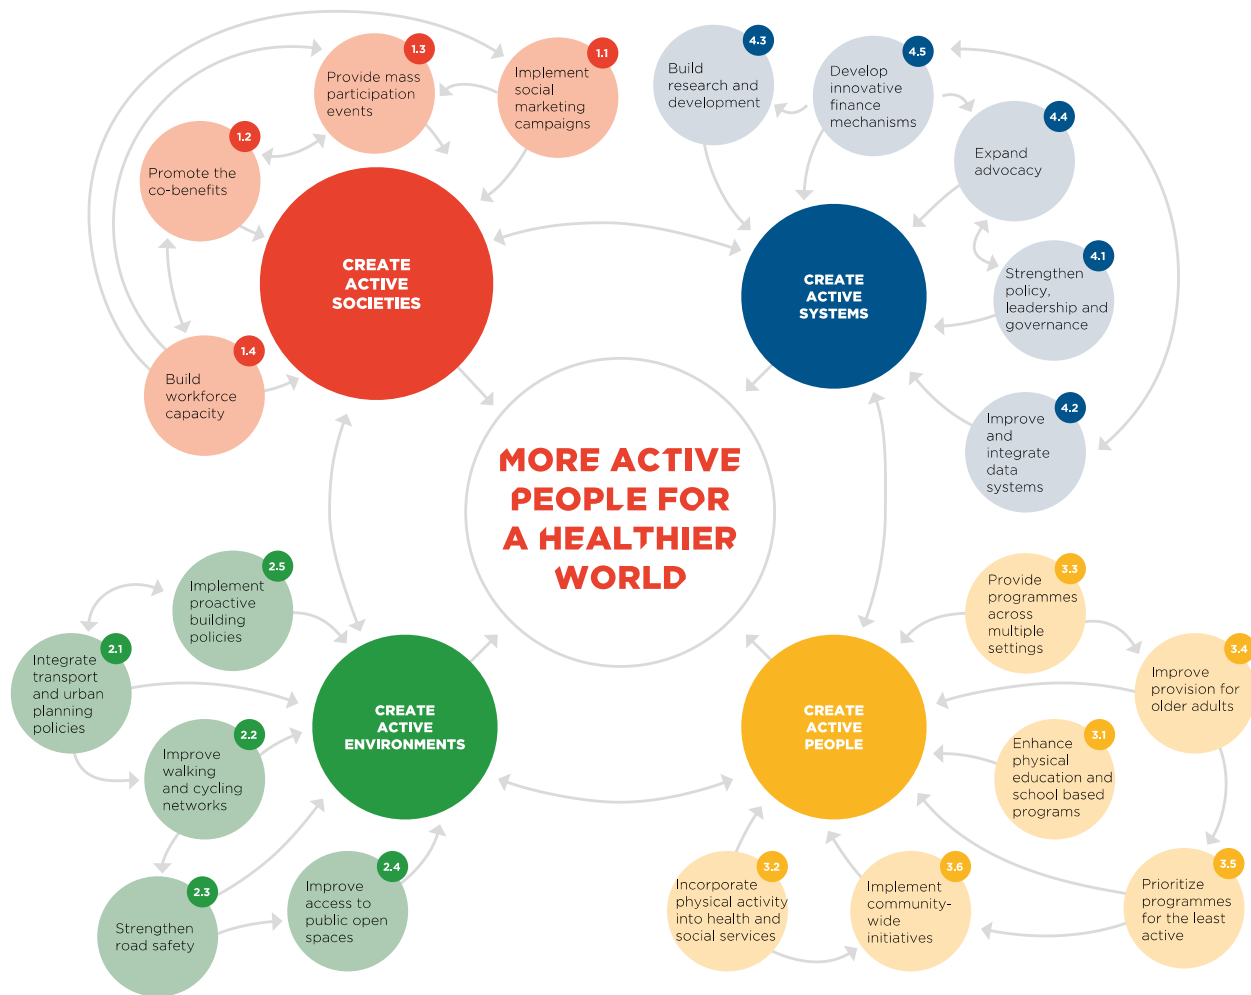 1.3
Provide mass
participation
events
1.1
Implement
social
marketing
campaigns
1.2
Promote the
co-benefits
1.4
Build
workforce
capacity
CREATE
ACTIVE
SOCIETIES
4.3
Build
research and
development
4.5
Develop
innovative
finance
mechanisms
4.4
Expand
advocacy
4.1
Strengthen
policy,
leadership and
governance
4.2
Improve
and
integrate
data
systems
CREATE
ACTIVE
SYSTEMS
MORE ACTIVE
PEOPLE FOR
A HEALTHIER
WORLD
2.5
Implement
proactive
building
policies
2.1
Integrate
transport
and urban
planning
policies
2.2
Improve
walking
and cycling
networks
2.3
Strengthen
road safety
2.4
Improve
access to
public open
spaces
CREATE
ACTIVE
ENVIRONMENTS
3.3
Provide
programmes
across
multiple
settings
3.4
Improve
provision for
older adults
3.1
Enhance
physical
education and
school based
programs
3.5
Prioritize
programmes
for the least
active
3.6
Implement
community-
wide
initiatives
3.2
Incorporate
physical activity
into health and
social services
CREATE
ACTIVE
PEOPLE